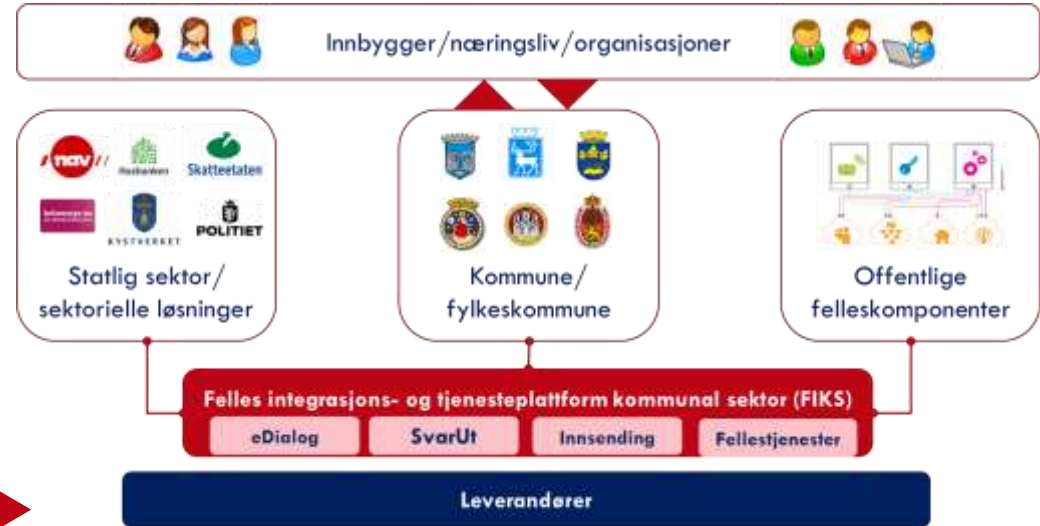 Innbygger/næringsliv/organisasjoner
nav
Husbanken
Skatteetaten
KYSTVERKET
POLITIET
Statlig sektor/
sektorielle løsninger
Kommune/
fylkeskommune
Offentlige
felleskomponenter
Felles integrasjons- og tjenesteplattform kommunal sektor (FIKS)
eDialog
SvarUt
Innsending
Fellestjenester
Leverandører